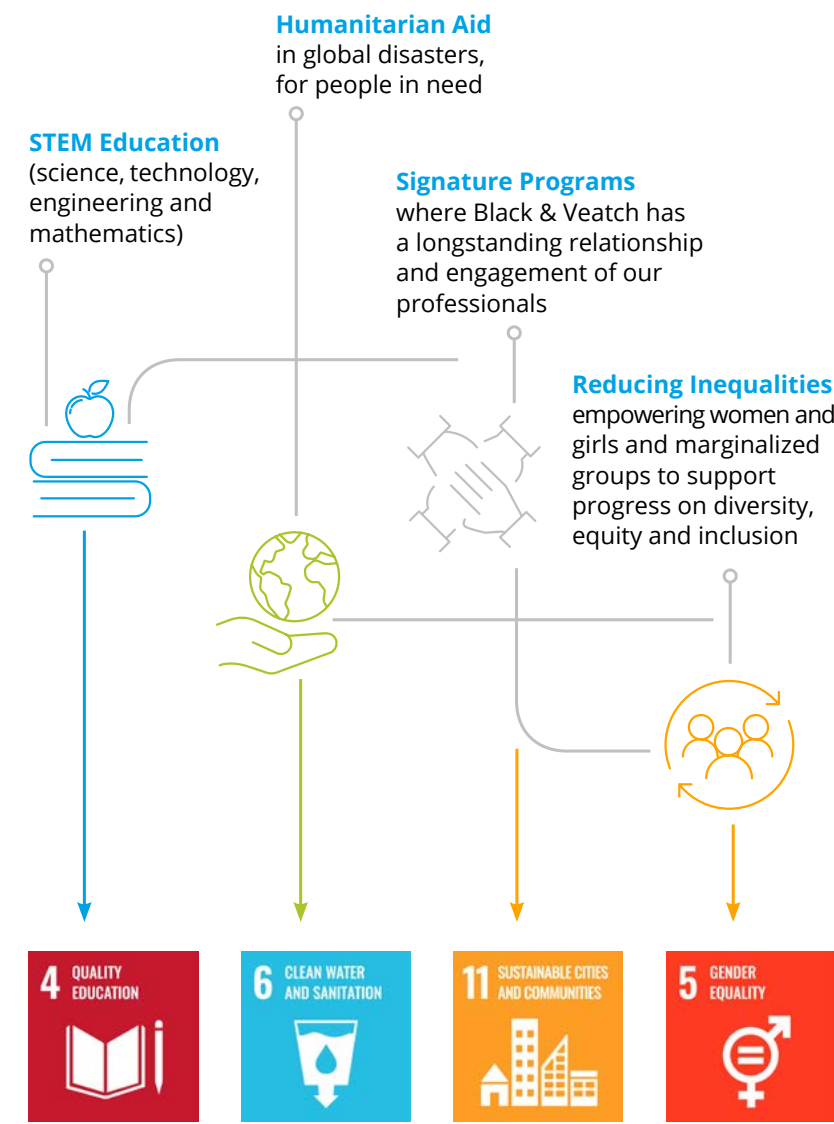 Humanitarian Aid
in global disasters,
for people in need
STEM Education
(science, technology,
engineering and
mathematics)
Signature Programs
where Black & Veatch has
a longstanding relationship
and engagement of our
professionals
Reducing Inequalities
empowering women and
girls and marginalized
groups to support
progress on diversity,
equity and inclusion
4 QUALITY
EDUCATION
6 CLEAN WATER
AND SANITATION
11 SUSTAINABLE CITIES
AND COMMUNITIES
5 GENDER
EQUALITY